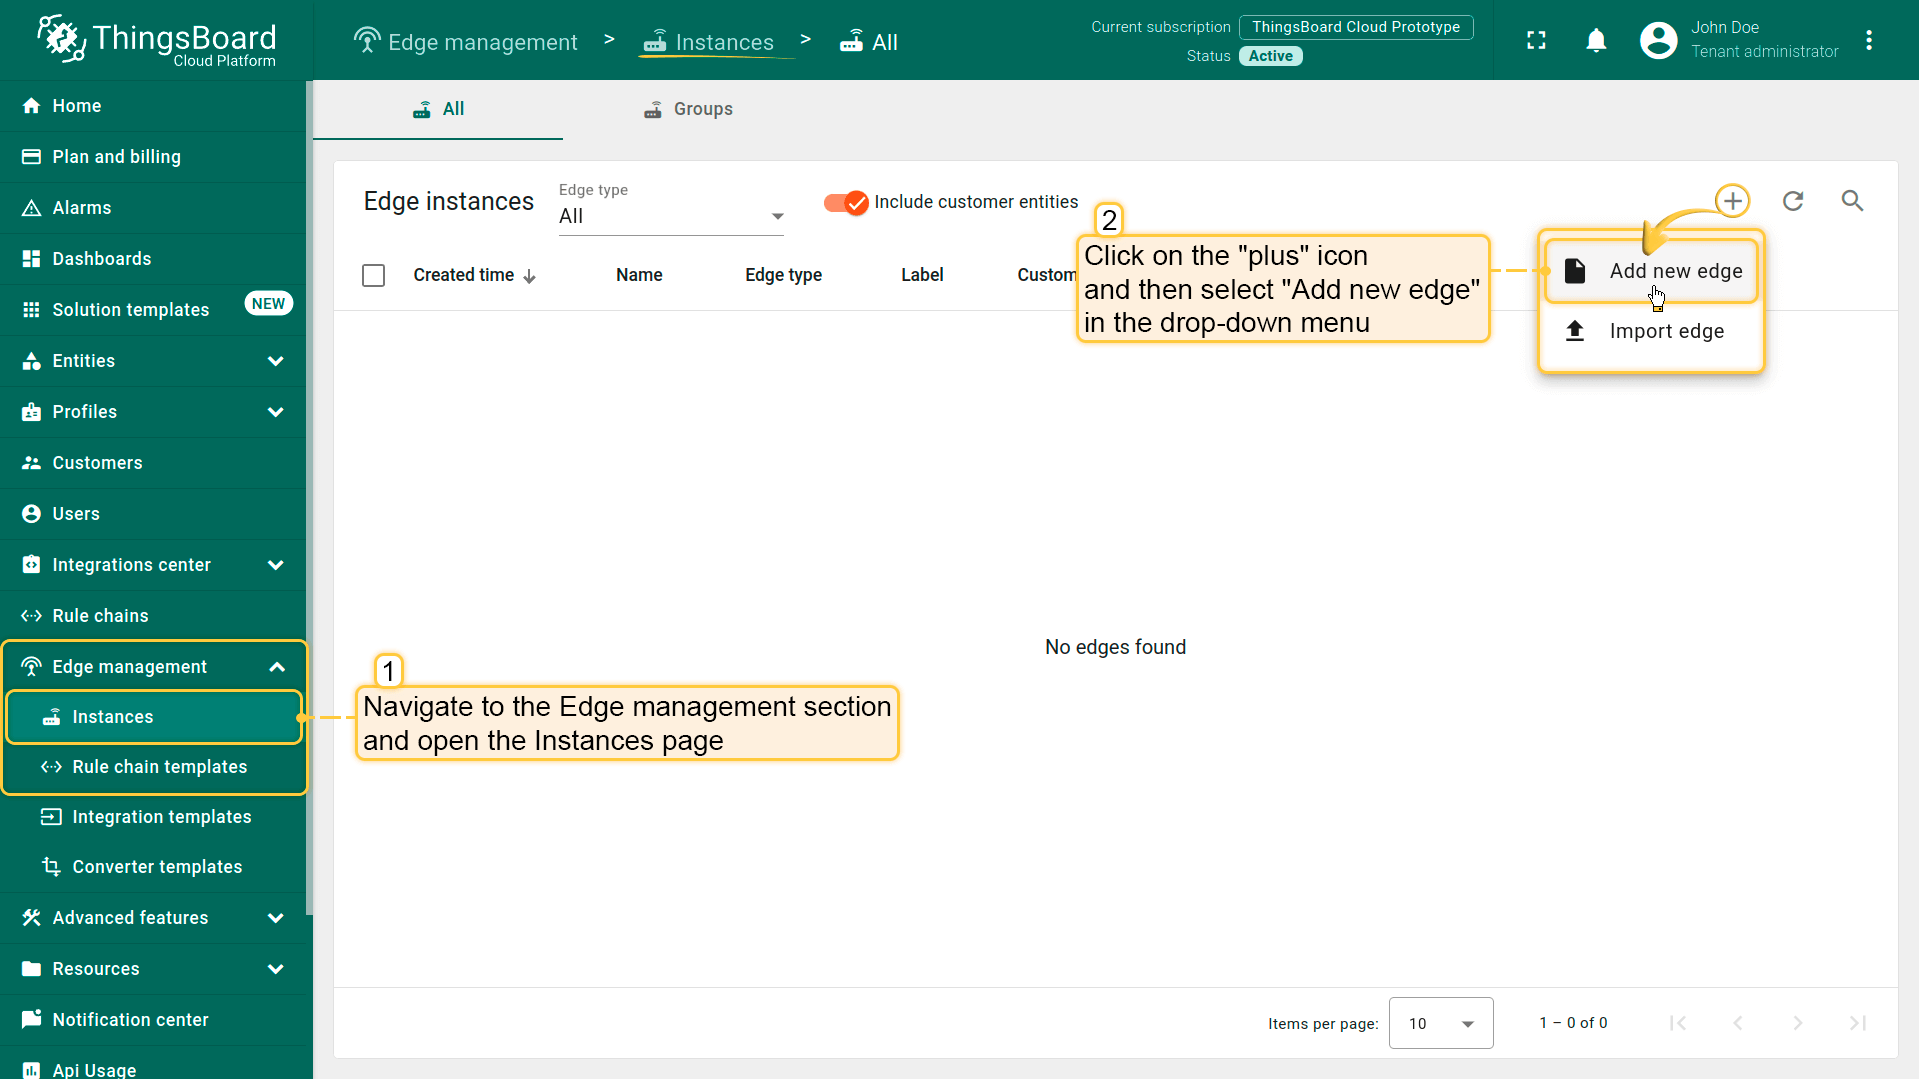 ThingsBoard
Cloud Platform
Edge management > Instances > All
Current subscription ThingsBoard Cloud Prototype
Status Active
John Doe
Tenant administrator
Home
Plan and billing
Alarms
Dashboards
Solution templates NEW
Entities
Profiles
Customers
Users
Integrations center
Rule chains
Edge management
Instances
Rule chain templates
Integration templates
Converter templates
Advanced features
Resources
Notification center
Api Usage
All Groups
Edge instances
Edge type
All
Include customer entities
Created time Name Edge type Label Custom
2
Click on the "plus" icon
and then select "Add new edge"
in the drop-down menu
Add new edge
Import edge
No edges found
1
Navigate to the Edge management section
and open the Instances page
Items per page: 10 1 – 0 of 0